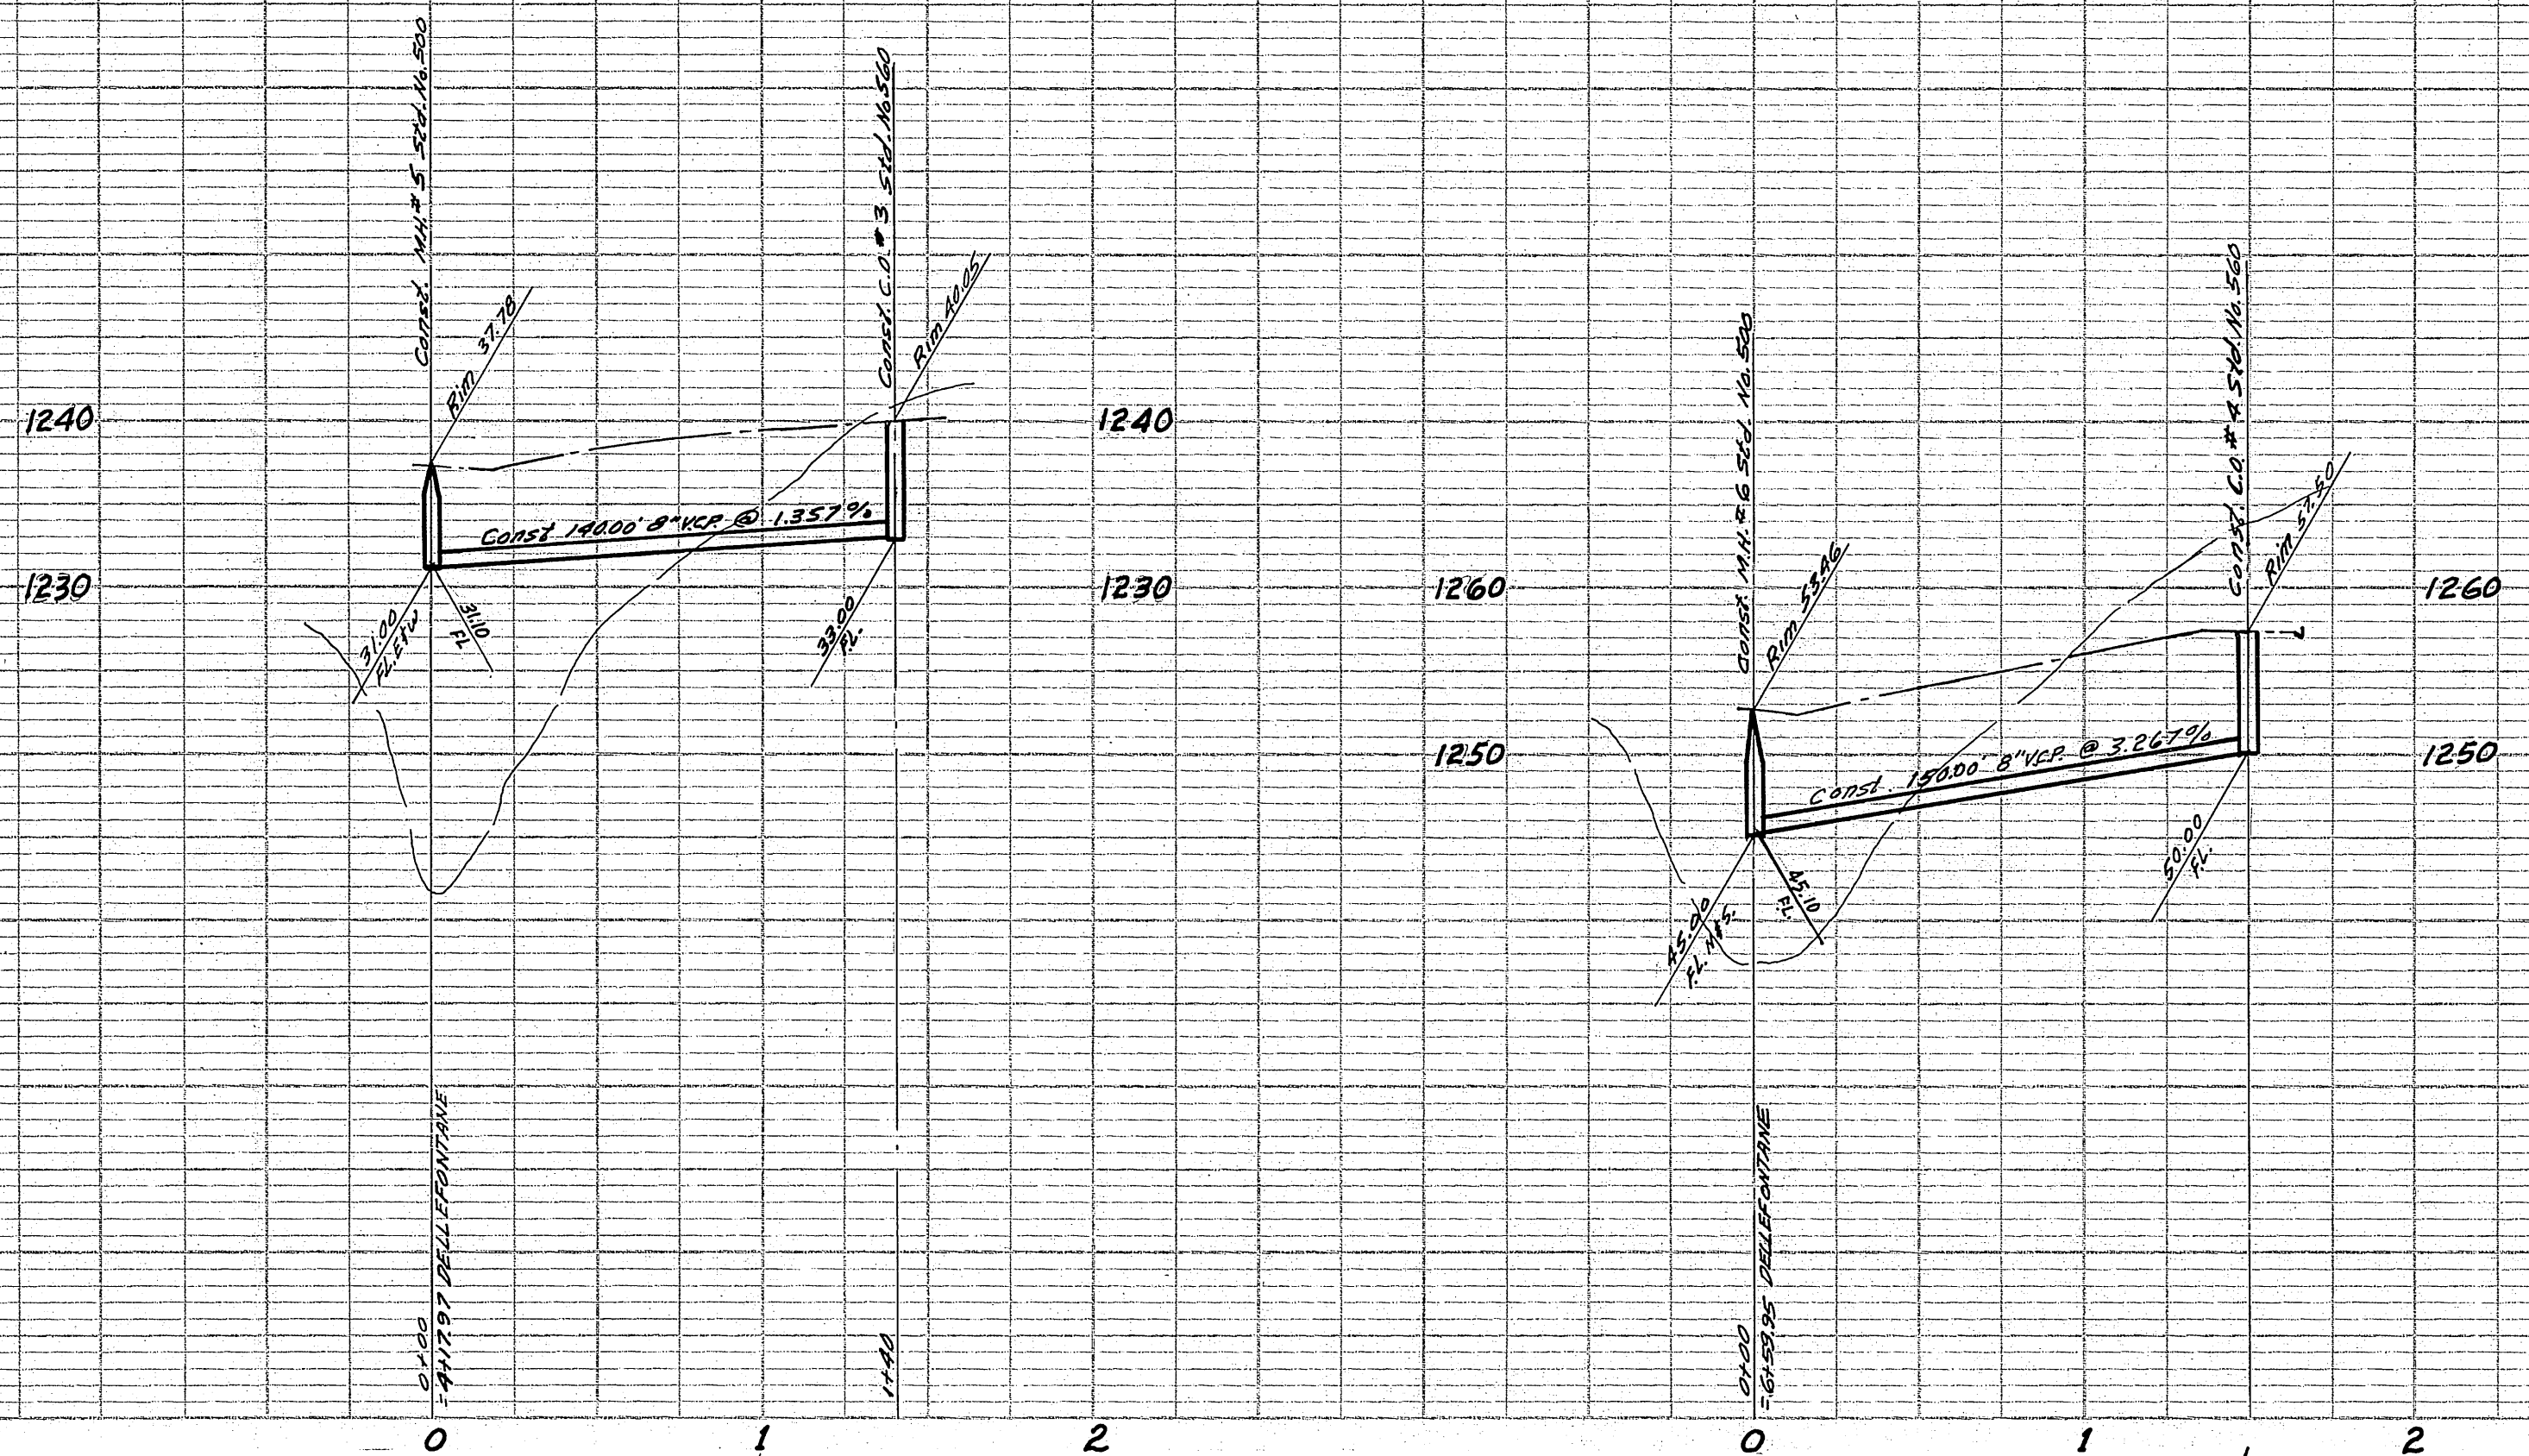 Const. M.H. # 5 Std. No. 500
Rim 37.78
1240
1230
Const 140.00' 8" V.C.P. @ 1.357%
31.00
FL. E & W
31.10
FL
0+00
=4+17.97 DELLEFONTANE
Const. C.O # 3 Std. No 560
Rim 40.05
33.00
F.L.
1+40
1240
1230
0
1
2
Const. M.H. # 6 Std. No. 500
Rim 53.46
1260
1250
Const. 150.00' 8" V.C.P. @ 3.267%
45.00
F.L. N & S.
45.10
F.L.
0+00
=6+59.95 DELLEFONTANE
Const. C.O. # 4 Std. No. 560
Rim 57.50
50.00
F.L.
1260
1250
0
1
2